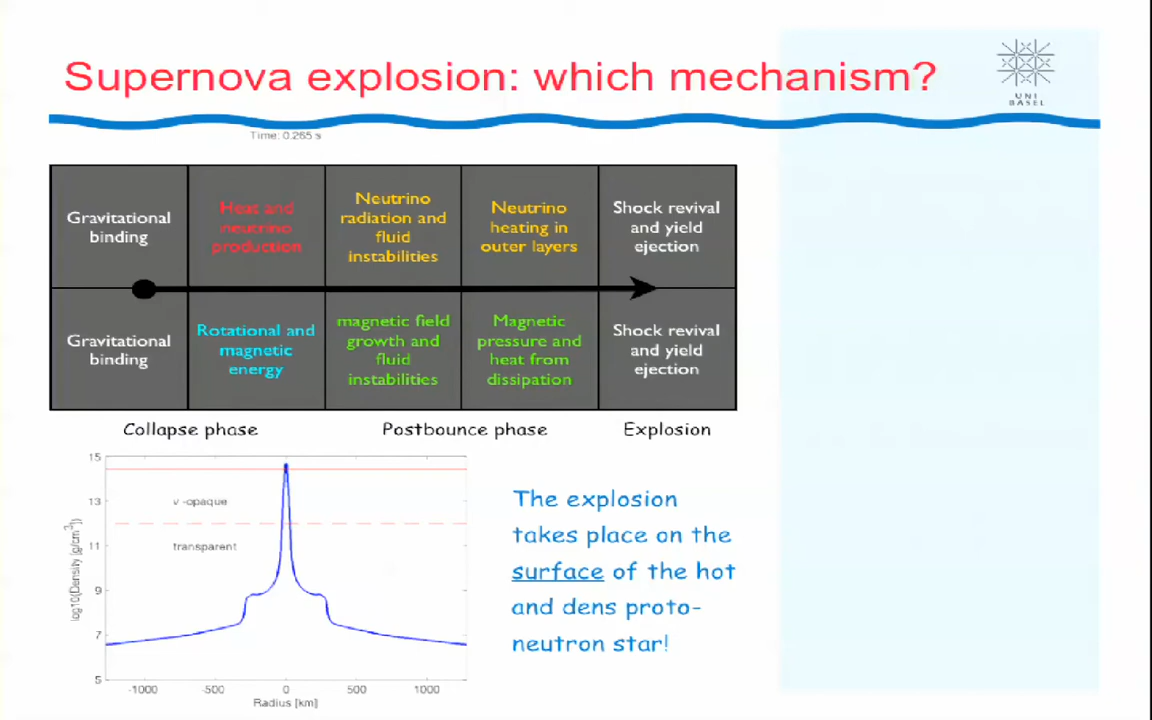 Supernova explosion: which mechanism?
UNI
BASEL
Time: 0.265 s
Gravitational
binding
Heat and
neutrino
production
Neutrino
radiation and
fluid
instabilities
Neutrino
heating in
outer layers
Shock revival
and yield
ejection
Gravitational
binding
Rotational and
magnetic
energy
magnetic field
growth and
fluid
instabilities
Magnetic
pressure and
heat from
dissipation
Shock revival
and yield
ejection
Collapse phase
Postbounce phase
Explosion
log10(Density [g/cm³])
15
13
11
9
7
5
ν -opaque
transparent
-1000
-500
0
500
1000
Radius [km]
The explosion
takes place on the
surface of the hot
and dens proto-
neutron star!